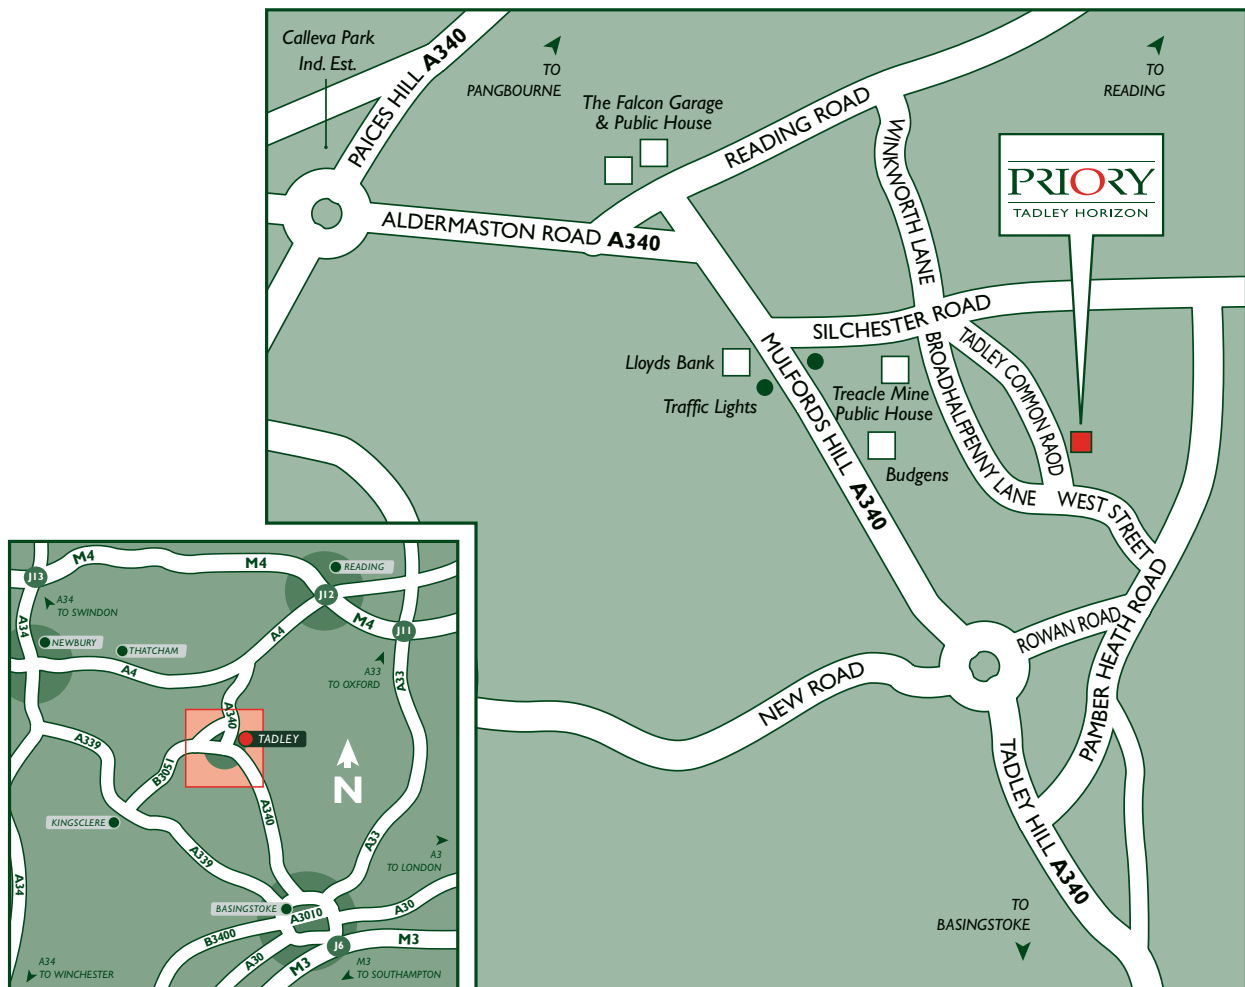 Calleva Park
Ind. Est.
PAICES HILL A340
TO
PANGBOURNE
The Falcon Garage
& Public House
READING ROAD
TO
READING
PRIORY
TADLEY HORIZON
WINKWORTH LANE
ALDERMASTON ROAD A340
SILCHESTER ROAD
Lloyds Bank
Traffic Lights
MULFORDS HILL A340
Treacle Mine
Public House
Budgens
BROADHALFPENNY LANE
TADLEY COMMON RAOD
WEST STREET
ROWAN ROAD
PAMBER HEATH ROAD
NEW ROAD
TADLEY HILL A340
TO
BASINGSTOKE
M4
M4
J13
READING
J12
A34
TO SWINDON
A34
M4
J11
A4
NEWBURY
THATCHAM
A4
A33
TO OXFORD
A33
A340
TADLEY
A339
B3051
N
KINGSCLERE
A340
A339
A33
A3
TO LONDON
A34
BASINGSTOKE
A3010
A30
B3400
J6
M3
A30
M3
A34
TO WINCHESTER
M3
TO SOUTHAMPTON